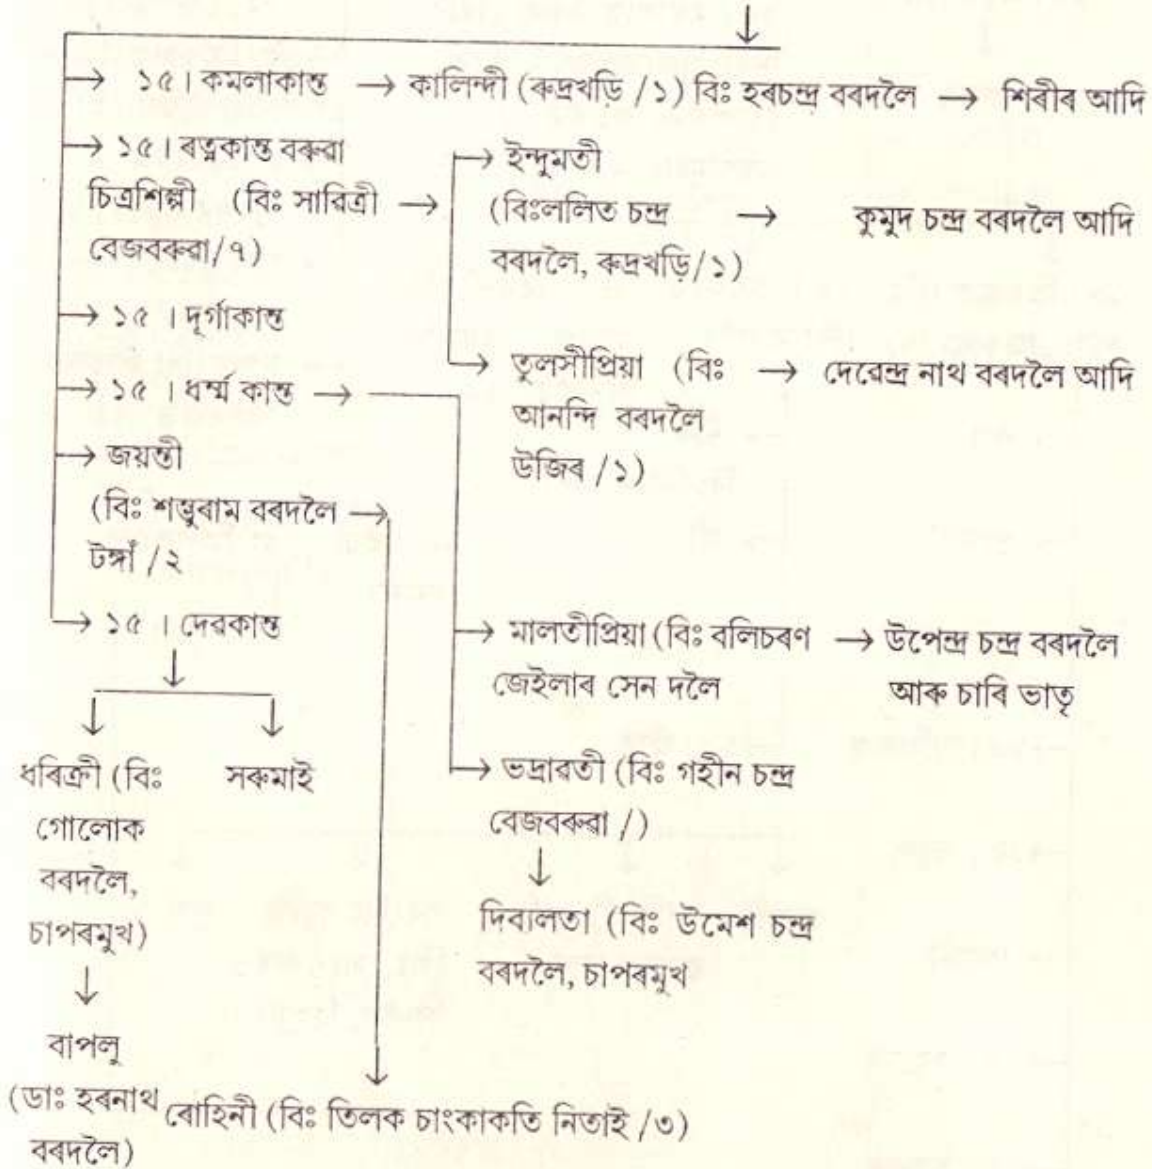 → ১৫। কমলাকান্ত → কালিন্দী (ৰুদ্ৰখড়ি /১) বিঃ হৰচন্দ্ৰ বৰদলৈ → শিৰীৰ আদি
→ ১৫। ৰত্নকান্ত বৰুৱা
চিত্ৰশিল্পী (বিঃ সাৱিত্ৰী →
বেজবৰুৱা/৭)
→ ইন্দুমতী
(বিঃললিত চন্দ্ৰ → কুমুদ চন্দ্ৰ বৰদলৈ আদি
বৰদলৈ, ৰুদ্ৰখড়ি/১)
→ তুলসীপ্ৰিয়া (বিঃ → দেৱেন্দ্ৰ নাথ বৰদলৈ আদি
আনন্দি বৰদলৈ
উজিৰ /১)
→ ১৫ । দূৰ্গাকান্ত
→ ১৫ । ধৰ্ম্ম কান্ত →
→ মালতীপ্ৰিয়া (বিঃ বলিচৰণ → উপেন্দ্ৰ চন্দ্ৰ বৰদলৈ
জেইলাৰ সেন দলৈ আৰু চাৰি ভাতৃ
→ ভদ্ৰাৱতী (বিঃ গহীন চন্দ্ৰ
বেজবৰুৱা /)
↓
দিব্যলতা (বিঃ উমেশ চন্দ্ৰ
বৰদলৈ, চাপৰমুখ
→ জয়ন্তী
(বিঃ শম্ভুৰাম বৰদলৈ →
টঙ্গাঁ /২
ৰোহিনী (বিঃ তিলক চাংকাকতি নিতাই /৩)
→ ১৫ । দেৱকান্ত
↓
ধৰিক্ৰী (বিঃ সৰুমাই
গোলোক
বৰদলৈ,
চাপৰমুখ)
↓
বাপলু
(ডাঃ হৰনাথ
বৰদলৈ)